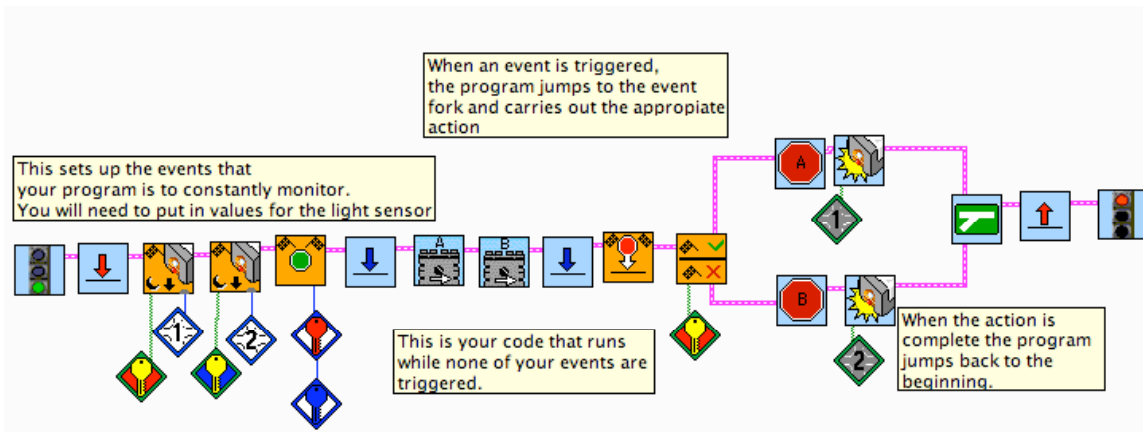 When an event is triggered,
the program jumps to the event
fork and carries out the appropiate
action
This sets up the events that
your program is to constantly monitor.
You will need to put in values for the light sensor
A
1
A
B
1
2
B
2
This is your code that runs
while none of your events are
triggered.
When the action is
complete the program
jumps back to the
beginning.